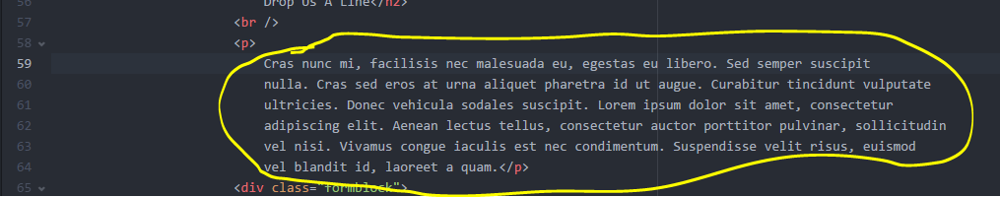 56 Drop Us A Line</h2>
57 <br />
58 <p>
59 Cras nunc mi, facilisis nec malesuada eu, egestas eu libero. Sed semper suscipit
60 nulla. Cras sed eros at urna aliquet pharetra id ut augue. Curabitur tincidunt vulputate
61 ultricies. Donec vehicula sodales suscipit. Lorem ipsum dolor sit amet, consectetur
62 adipiscing elit. Aenean lectus tellus, consectetur auctor porttitor pulvinar, sollicitudin
63 vel nisi. Vivamus congue iaculis est nec condimentum. Suspendisse velit risus, euismod
64 vel blandit id, laoreet a quam.</p>
65 <div class="formblock">